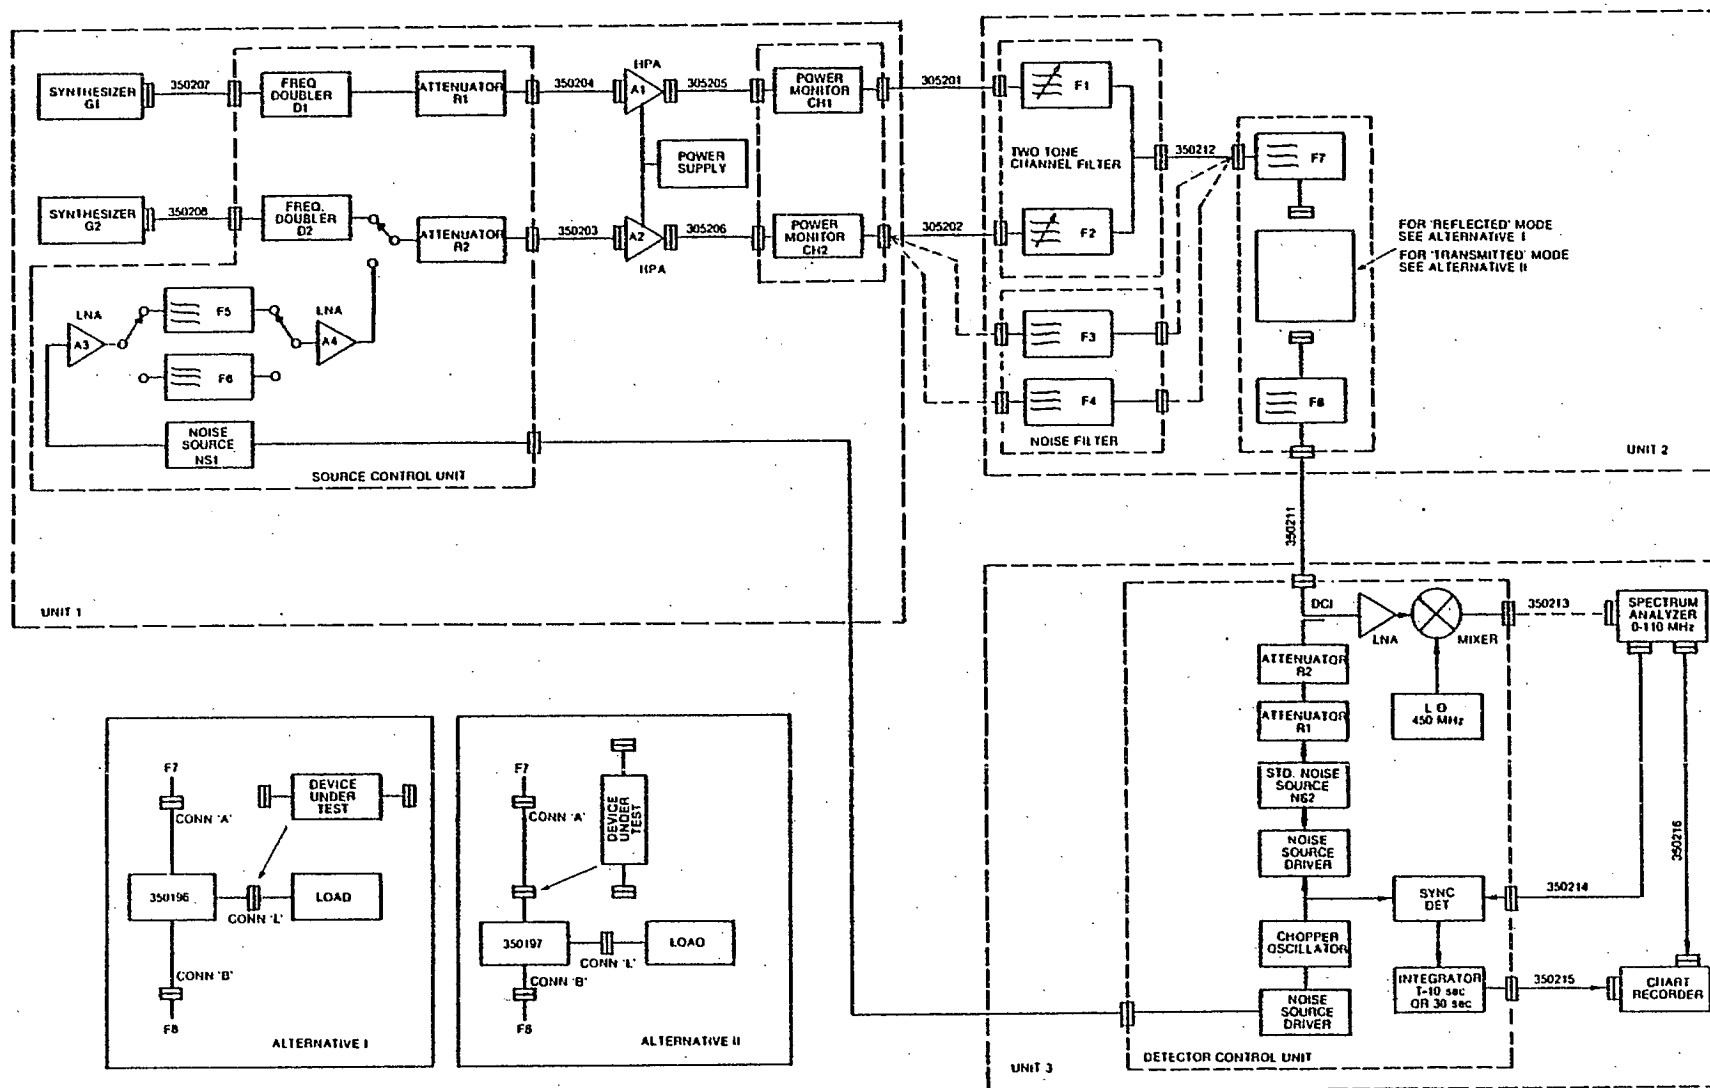 SYNTHESIZER
G1
350207
FREQ
DOUBLER
D1
ATTENUATOR
R1
350204
HPA
A1
305205
POWER
MONITOR
CH1
305201
F1
TWO TONE
CHANNEL FILTER
350212
F7
POWER
SUPPLY
SYNTHESIZER
G2
350208
FREQ.
DOUBLER
D2
ATTENUATOR
R2
350203
A2
HPA
305206
POWER
MONITOR
CH2
305202
F2
FOR 'REFLECTED' MODE
SEE ALTERNATIVE I
FOR 'TRANSMITTED' MODE
SEE ALTERNATIVE II
LNA
A3
F5
LNA
A4
F6
F3
F4
NOISE FILTER
F8
UNIT 2
NOISE
SOURCE
NS1
SOURCE CONTROL UNIT
UNIT 1
350211
DCI
LNA
MIXER
350213
SPECTRUM
ANALYZER
0-110 MHz
ATTENUATOR
R2
ATTENUATOR
R1
L O
450 MHz
STD. NOISE
SOURCE
NS2
NOISE
SOURCE
DRIVER
SYNC
DET
350214
350216
CHOPPER
OSCILLATOR
INTEGRATOR
T-10 sec
OR 30 sec
350215
CHART
RECORDER
NOISE
SOURCE
DRIVER
DETECTOR CONTROL UNIT
UNIT 3
F7
CONN 'A'
DEVICE
UNDER
TEST
350196
CONN 'L'
LOAD
CONN 'B'
F8
ALTERNATIVE I
F7
CONN 'A'
DEVICE
UNDER
TEST
350197
CONN 'L'
LOAD
CONN 'B'
F8
ALTERNATIVE II